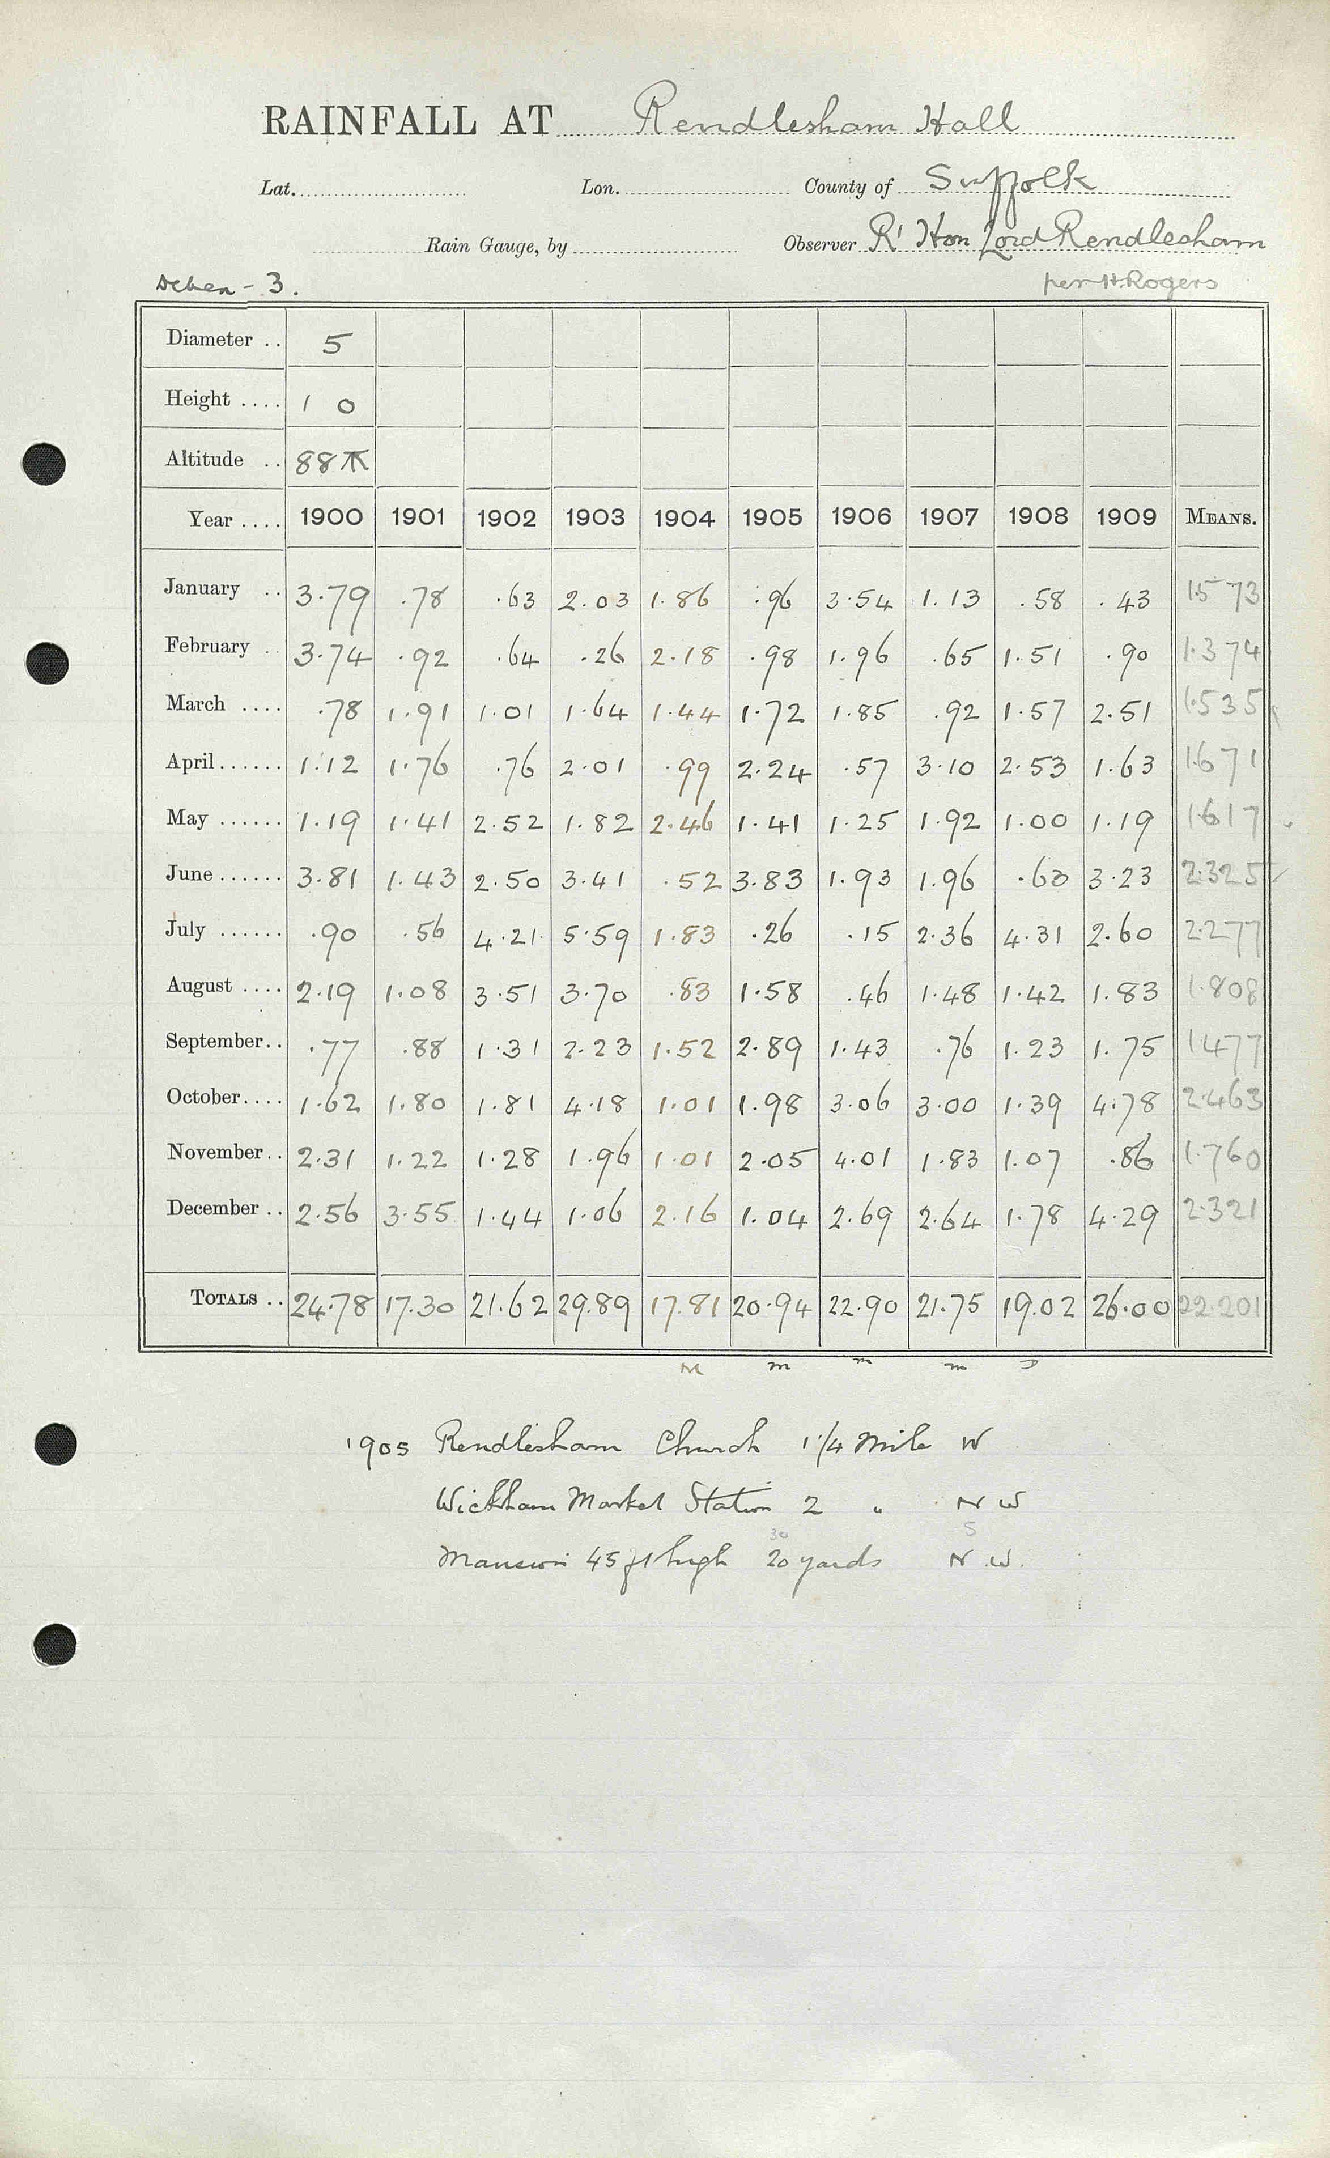 RAINFALL AT Rendlesham Hall
Lat. Lon. County of Suffolk
Rain Gauge, by Observer Rt Hon Lord Rendlesham
Deben - 3. per H. Rogers
Diameter .. 5
Height .... 1 0
Altitude .. 88
Year .... 1900 1901 1902 1903 1904 1905 1906 1907 1908 1909 MEANS.
January .. 3.79 .78 .63 2.03 1.86 .96 3.54 1.13 .58 .43 1.573
February .. 3.74 .92 .64 .26 2.18 .98 1.96 .65 1.51 .90 1.374
March .... .78 1.91 1.01 1.64 1.44 1.72 1.85 .92 1.57 2.51 1.535
April...... 1.12 1.76 .76 2.01 .99 2.24 .57 3.10 2.53 1.63 1.671
May ...... 1.19 1.41 2.52 1.82 2.46 1.41 1.25 1.92 1.00 1.19 1.617
June...... 3.81 1.43 2.50 3.41 .52 3.83 1.93 1.96 .63 3.23 2.325
July ...... .90 .56 4.21 5.59 1.83 .26 .15 2.36 4.31 2.60 2.277
August .... 2.19 1.08 3.51 3.70 .83 1.58 .46 1.48 1.42 1.83 1.808
September.. .77 .88 1.31 2.23 1.52 2.89 1.43 .76 1.23 1.75 1.477
October.... 1.62 1.80 1.81 4.18 1.01 1.98 3.06 3.00 1.39 4.78 2.463
November.. 2.31 1.22 1.28 1.96 1.01 2.05 4.01 1.83 1.07 .86 1.760
December .. 2.56 3.55 1.44 1.06 2.16 1.04 2.69 2.64 1.78 4.29 2.321
TOTALS .. 24.78 17.30 21.62 29.89 17.81 20.94 22.90 21.75 19.02 26.00 22.201
M m m m
1905 Rendlesham Church 1 1/4 Mile W
Wickham Market Station 2 " N W
30 S
Mansion 45 ft high 20 yards N.W.